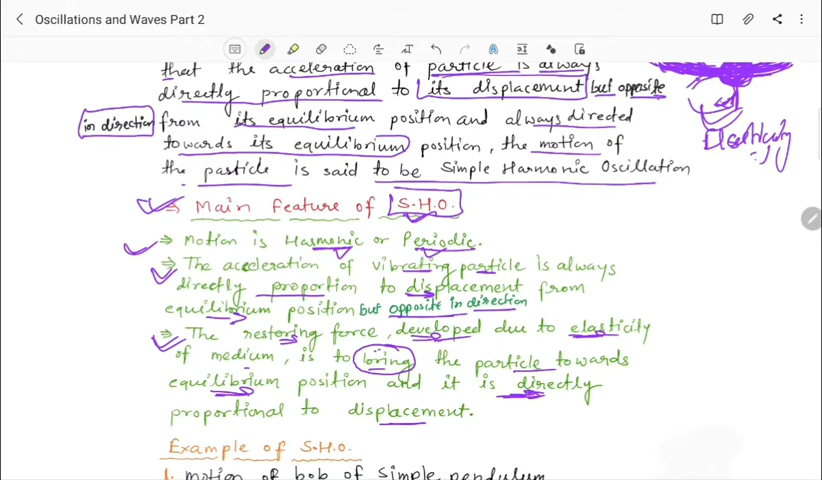 Oscillations and Waves Part 2
that the acceleration of particle is always
directly proportional to its displacement but opposite
in direction from its equilibrium position and always directed
towards its equilibrium position, the motion of
the particle is said to be Simple Harmonic Oscillation
Elasticity
⇒ Main feature of S.H.O.
⇒ Motion is Harmonic or Periodic.
⇒ The acceleration of vibrating particle is always
directly proportion to displacement from
equilibrium position but opposite in direction
⇒ The restoring force, developed due to elasticity
of medium, is to bring the particle towards
equilibrium position and it is directly
proportional to displacement.
Example of S.H.O.
1. motion of bob of simple pendulum